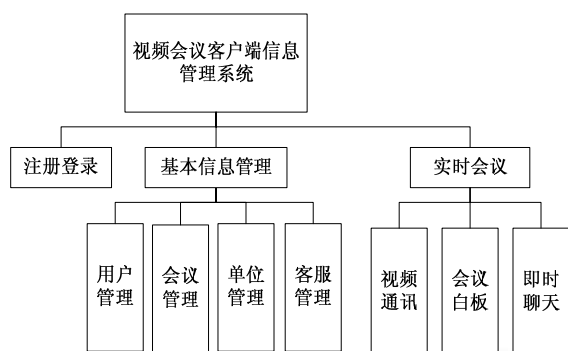 视频会议客户端信息
管理系统
注册登录
基本信息管理
实时会议
用户
管理
会议
管理
单位
管理
客服
管理
视频
通讯
会议
白板
即时
聊天